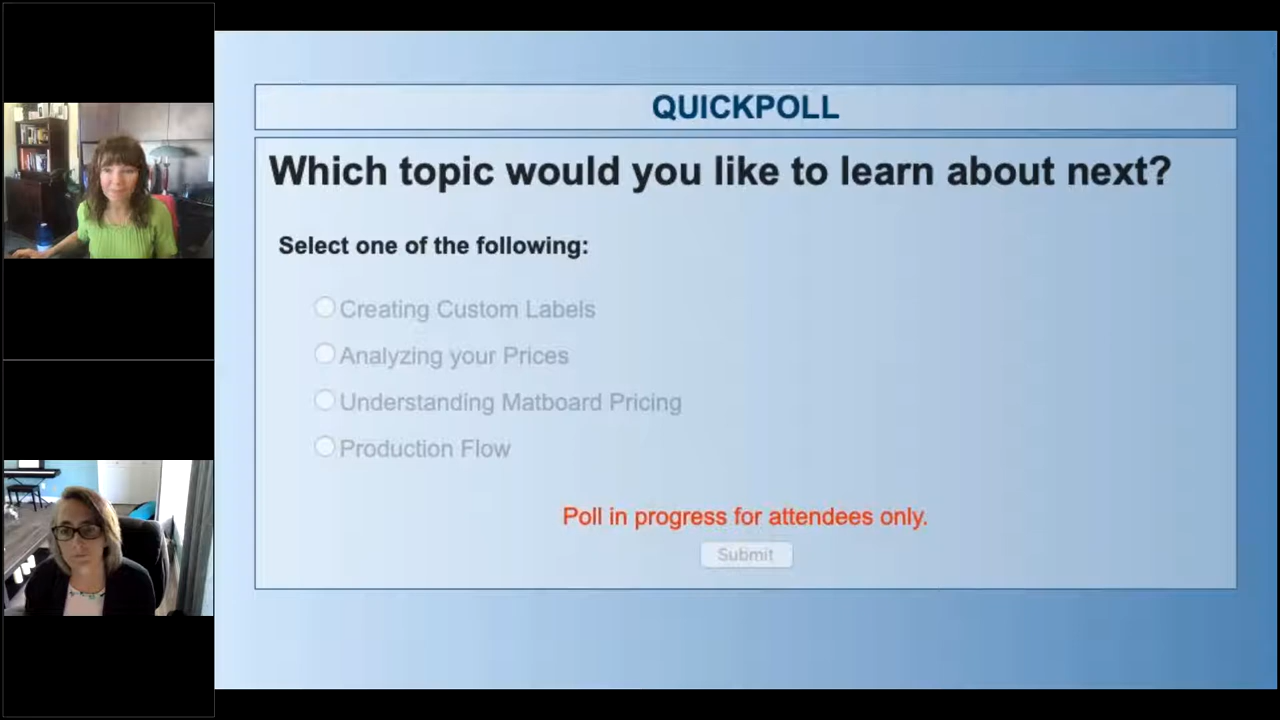 QUICKPOLL
Which topic would you like to learn about next?
Select one of the following:
Creating Custom Labels
Analyzing your Prices
Understanding Matboard Pricing
Production Flow
Poll in progress for attendees only.
Submit